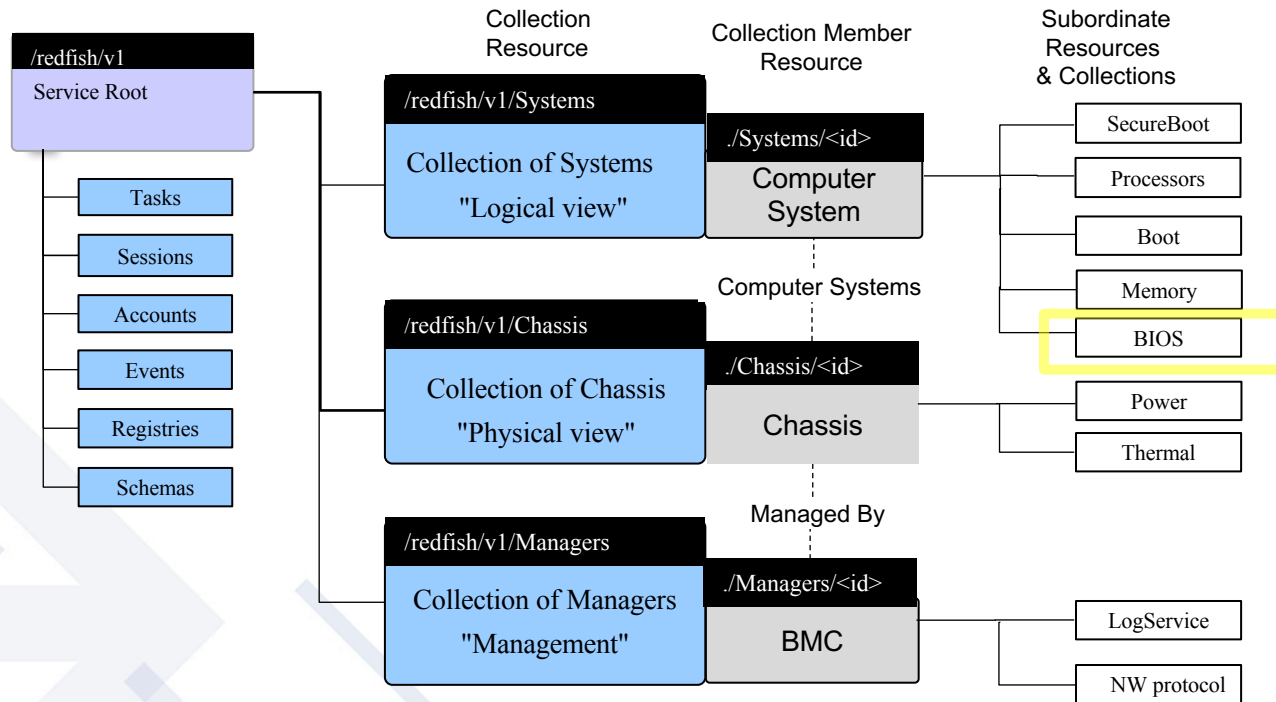 Collection
Resource
Collection Member
Resource
Subordinate
Resources
& Collections
/redfish/v1
Service Root
Tasks
Sessions
Accounts
Events
Registries
Schemas
/redfish/v1/Systems
Collection of Systems
"Logical view"
./Systems/<id>
Computer
System
SecureBoot
Processors
Boot
Memory
BIOS
Computer Systems
/redfish/v1/Chassis
Collection of Chassis
"Physical view"
./Chassis/<id>
Chassis
Power
Thermal
Managed By
/redfish/v1/Managers
Collection of Managers
"Management"
./Managers/<id>
BMC
LogService
NW protocol